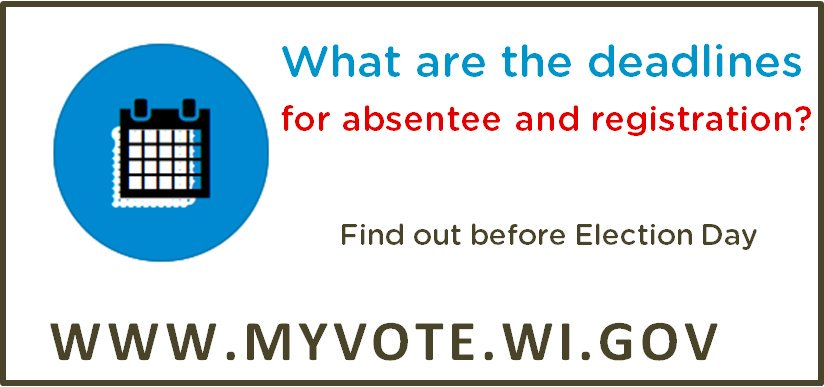 What are the deadlines
for absentee and registration?
Find out before Election Day
WWW.MYVOTE.WI.GOV